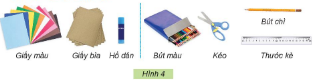 Bút chì
Giấy màu Giấy bìa Hồ dán Bút màu Kéo Thước kẻ
Hình 4